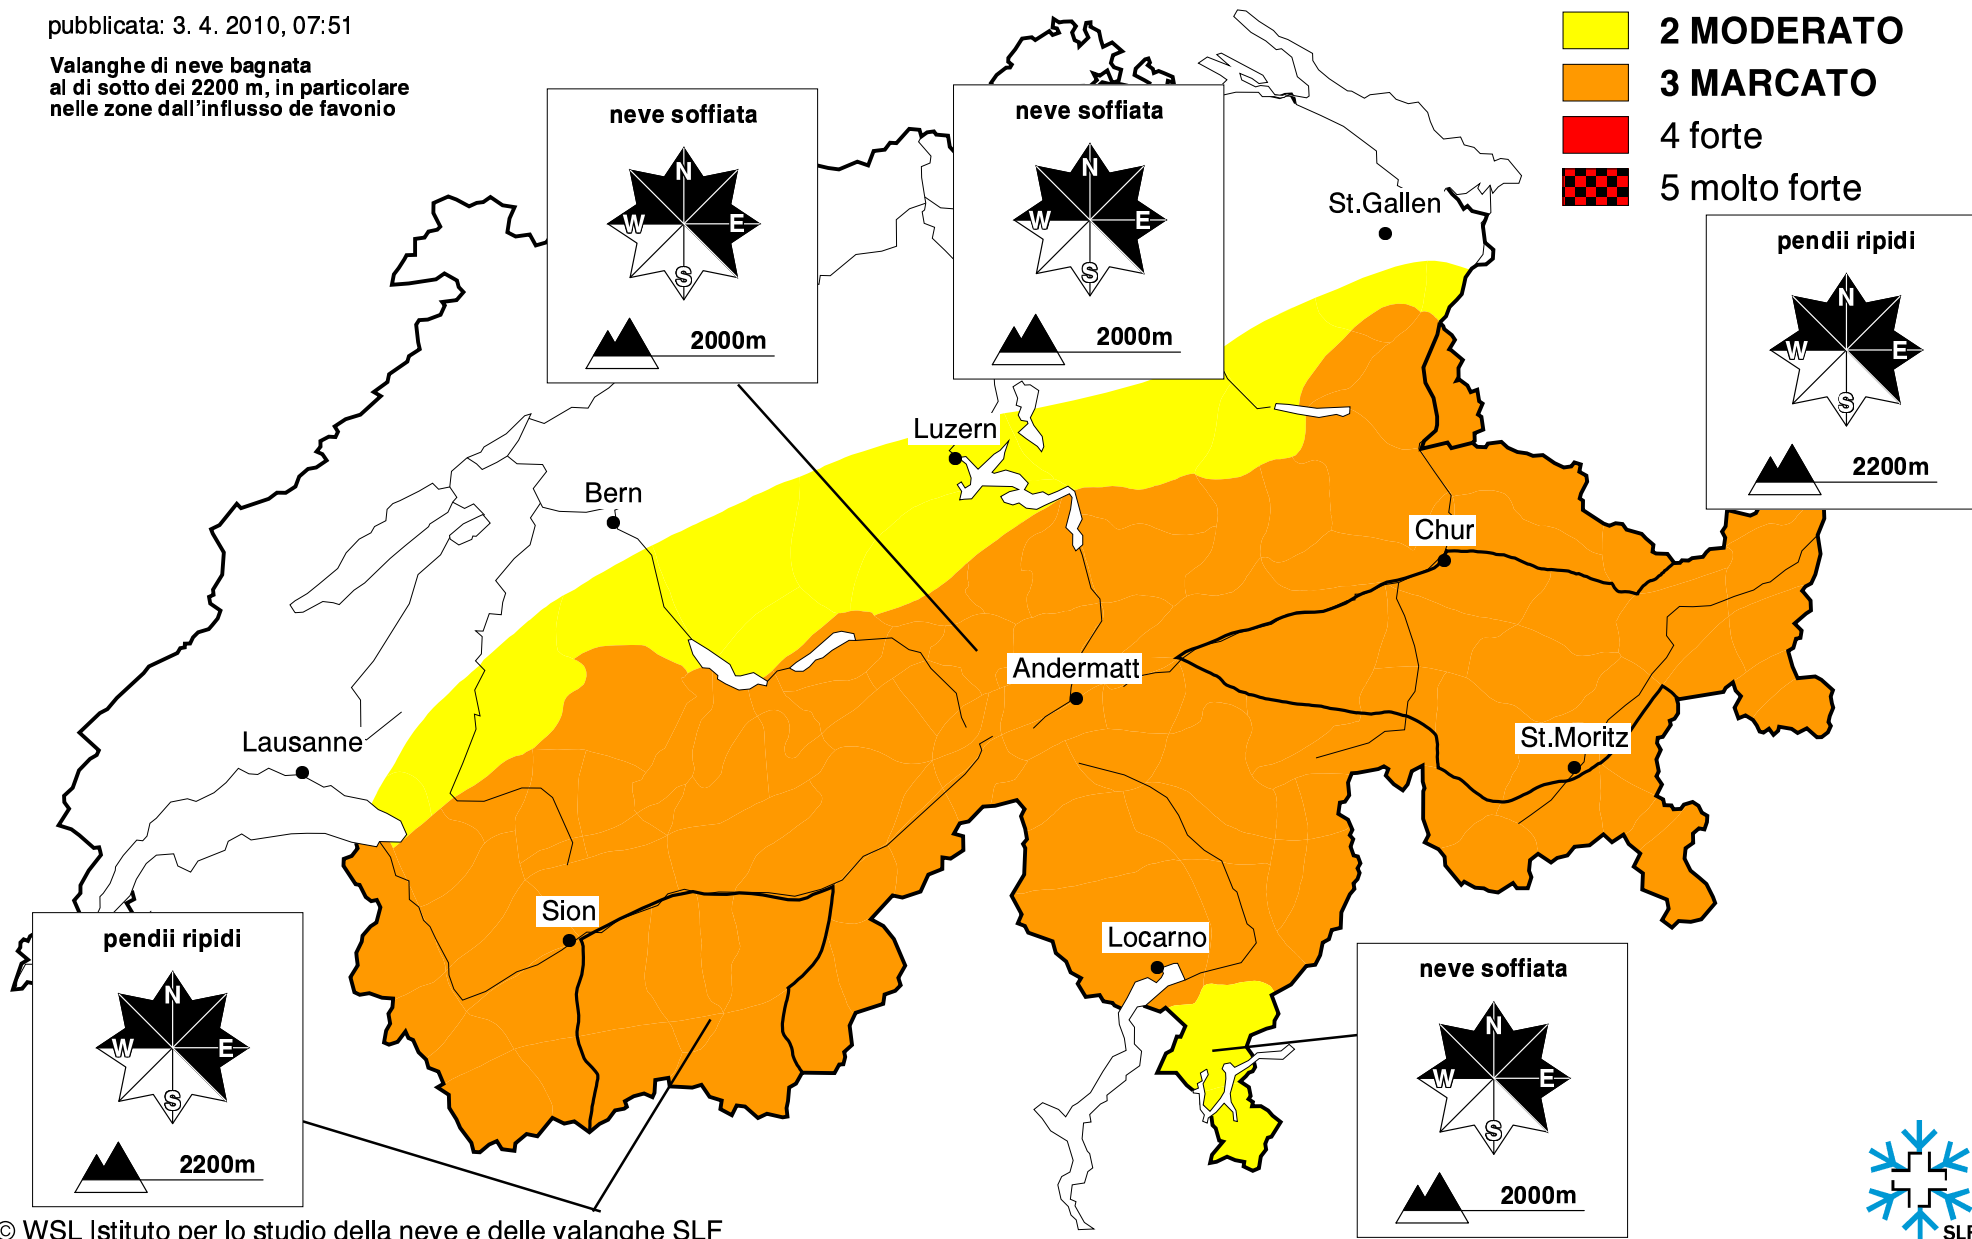 pubblicata: 3. 4. 2010, 07:51
Valanghe di neve bagnata
al di sotto dei 2200 m, in particolare
nelle zone dall'influsso de favonio
2 MODERATO
3 MARCATO
4 forte
5 molto forte
neve soffiata
N
W E
S
2000m
neve soffiata
N
W E
S
2000m
pendii ripidi
N
W E
S
2200m
St.Gallen
Luzern
Bern
Chur
Andermatt
Lausanne
St.Moritz
Sion
Locarno
pendii ripidi
N
W E
S
2200m
neve soffiata
N
W E
S
2000m
© WSL Istituto per lo studio della neve e delle valanghe SLF
SLF